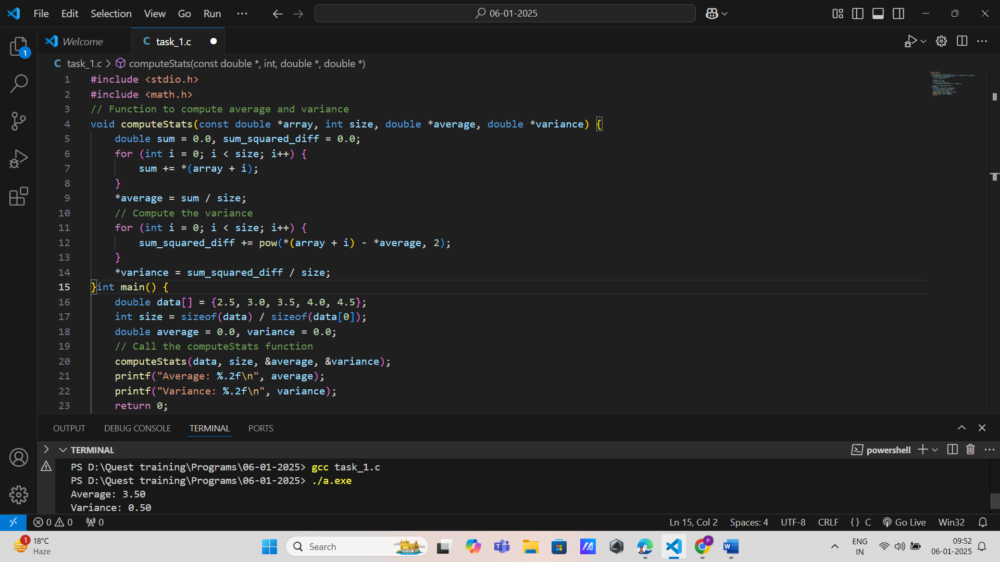 File Edit Selection View Go Run ··· 06-01-2025
Welcome C task_1.c
C task_1.c > computeStats(const double *, int, double *, double *)
1 #include <stdio.h>
2 #include <math.h>
3 // Function to compute average and variance
4 void computeStats(const double *array, int size, double *average, double *variance) {
5 double sum = 0.0, sum_squared_diff = 0.0;
6 for (int i = 0; i < size; i++) {
7 sum += *(array + i);
8 }
9 *average = sum / size;
10 // Compute the variance
11 for (int i = 0; i < size; i++) {
12 sum_squared_diff += pow(*(array + i) - *average, 2);
13 }
14 *variance = sum_squared_diff / size;
15 }int main() {
16 double data[] = {2.5, 3.0, 3.5, 4.0, 4.5};
17 int size = sizeof(data) / sizeof(data[0]);
18 double average = 0.0, variance = 0.0;
19 // Call the computeStats function
20 computeStats(data, size, &average, &variance);
21 printf("Average: %.2f\n", average);
22 printf("Variance: %.2f\n", variance);
23 return 0;
1
OUTPUT DEBUG CONSOLE TERMINAL PORTS
TERMINAL powershell
PS D:\Quest training\Programs\06-01-2025> gcc task_1.c
PS D:\Quest training\Programs\06-01-2025> ./a.exe
Average: 3.50
Variance: 0.50
0 0 0 Ln 15, Col 2 Spaces: 4 UTF-8 CRLF {} C Go Live Win32
1 18°C
Haze
Search
P
ENG
IN
09:52
06-01-2025